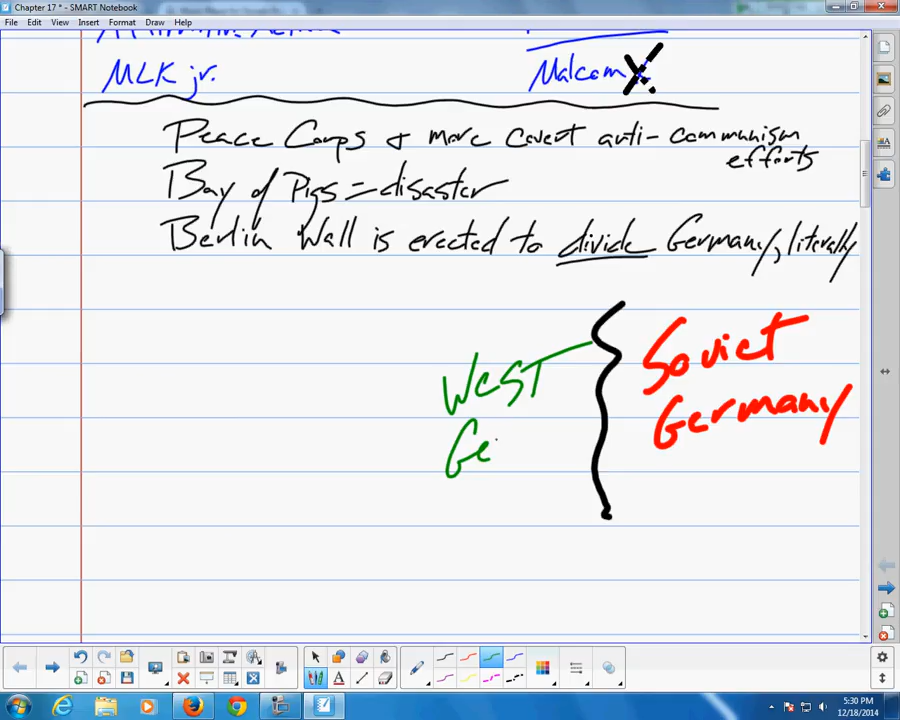 Chapter 17 * - SMART Notebook
File Edit View Insert Format Draw Help
MLK jr.
Malcom X.
Peace Corps & more covert anti-communism
efforts
Bay of Pigs = disaster
Berlin Wall is erected to divide Germany, literally
West
Ge
Soviet
Germany
5:30 PM
12/18/2014